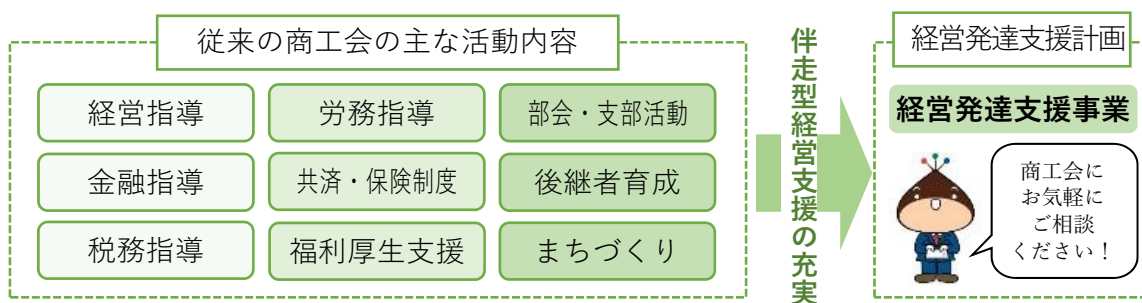 従来の商工会の主な活動内容
経営指導
労務指導
部会・支部活動
金融指導
共済・保険制度
後継者育成
税務指導
福利厚生支援
まちづくり
伴走型経営支援の充実
経営発達支援計画
経営発達支援事業
商工会に
お気軽に
ご相談
ください！